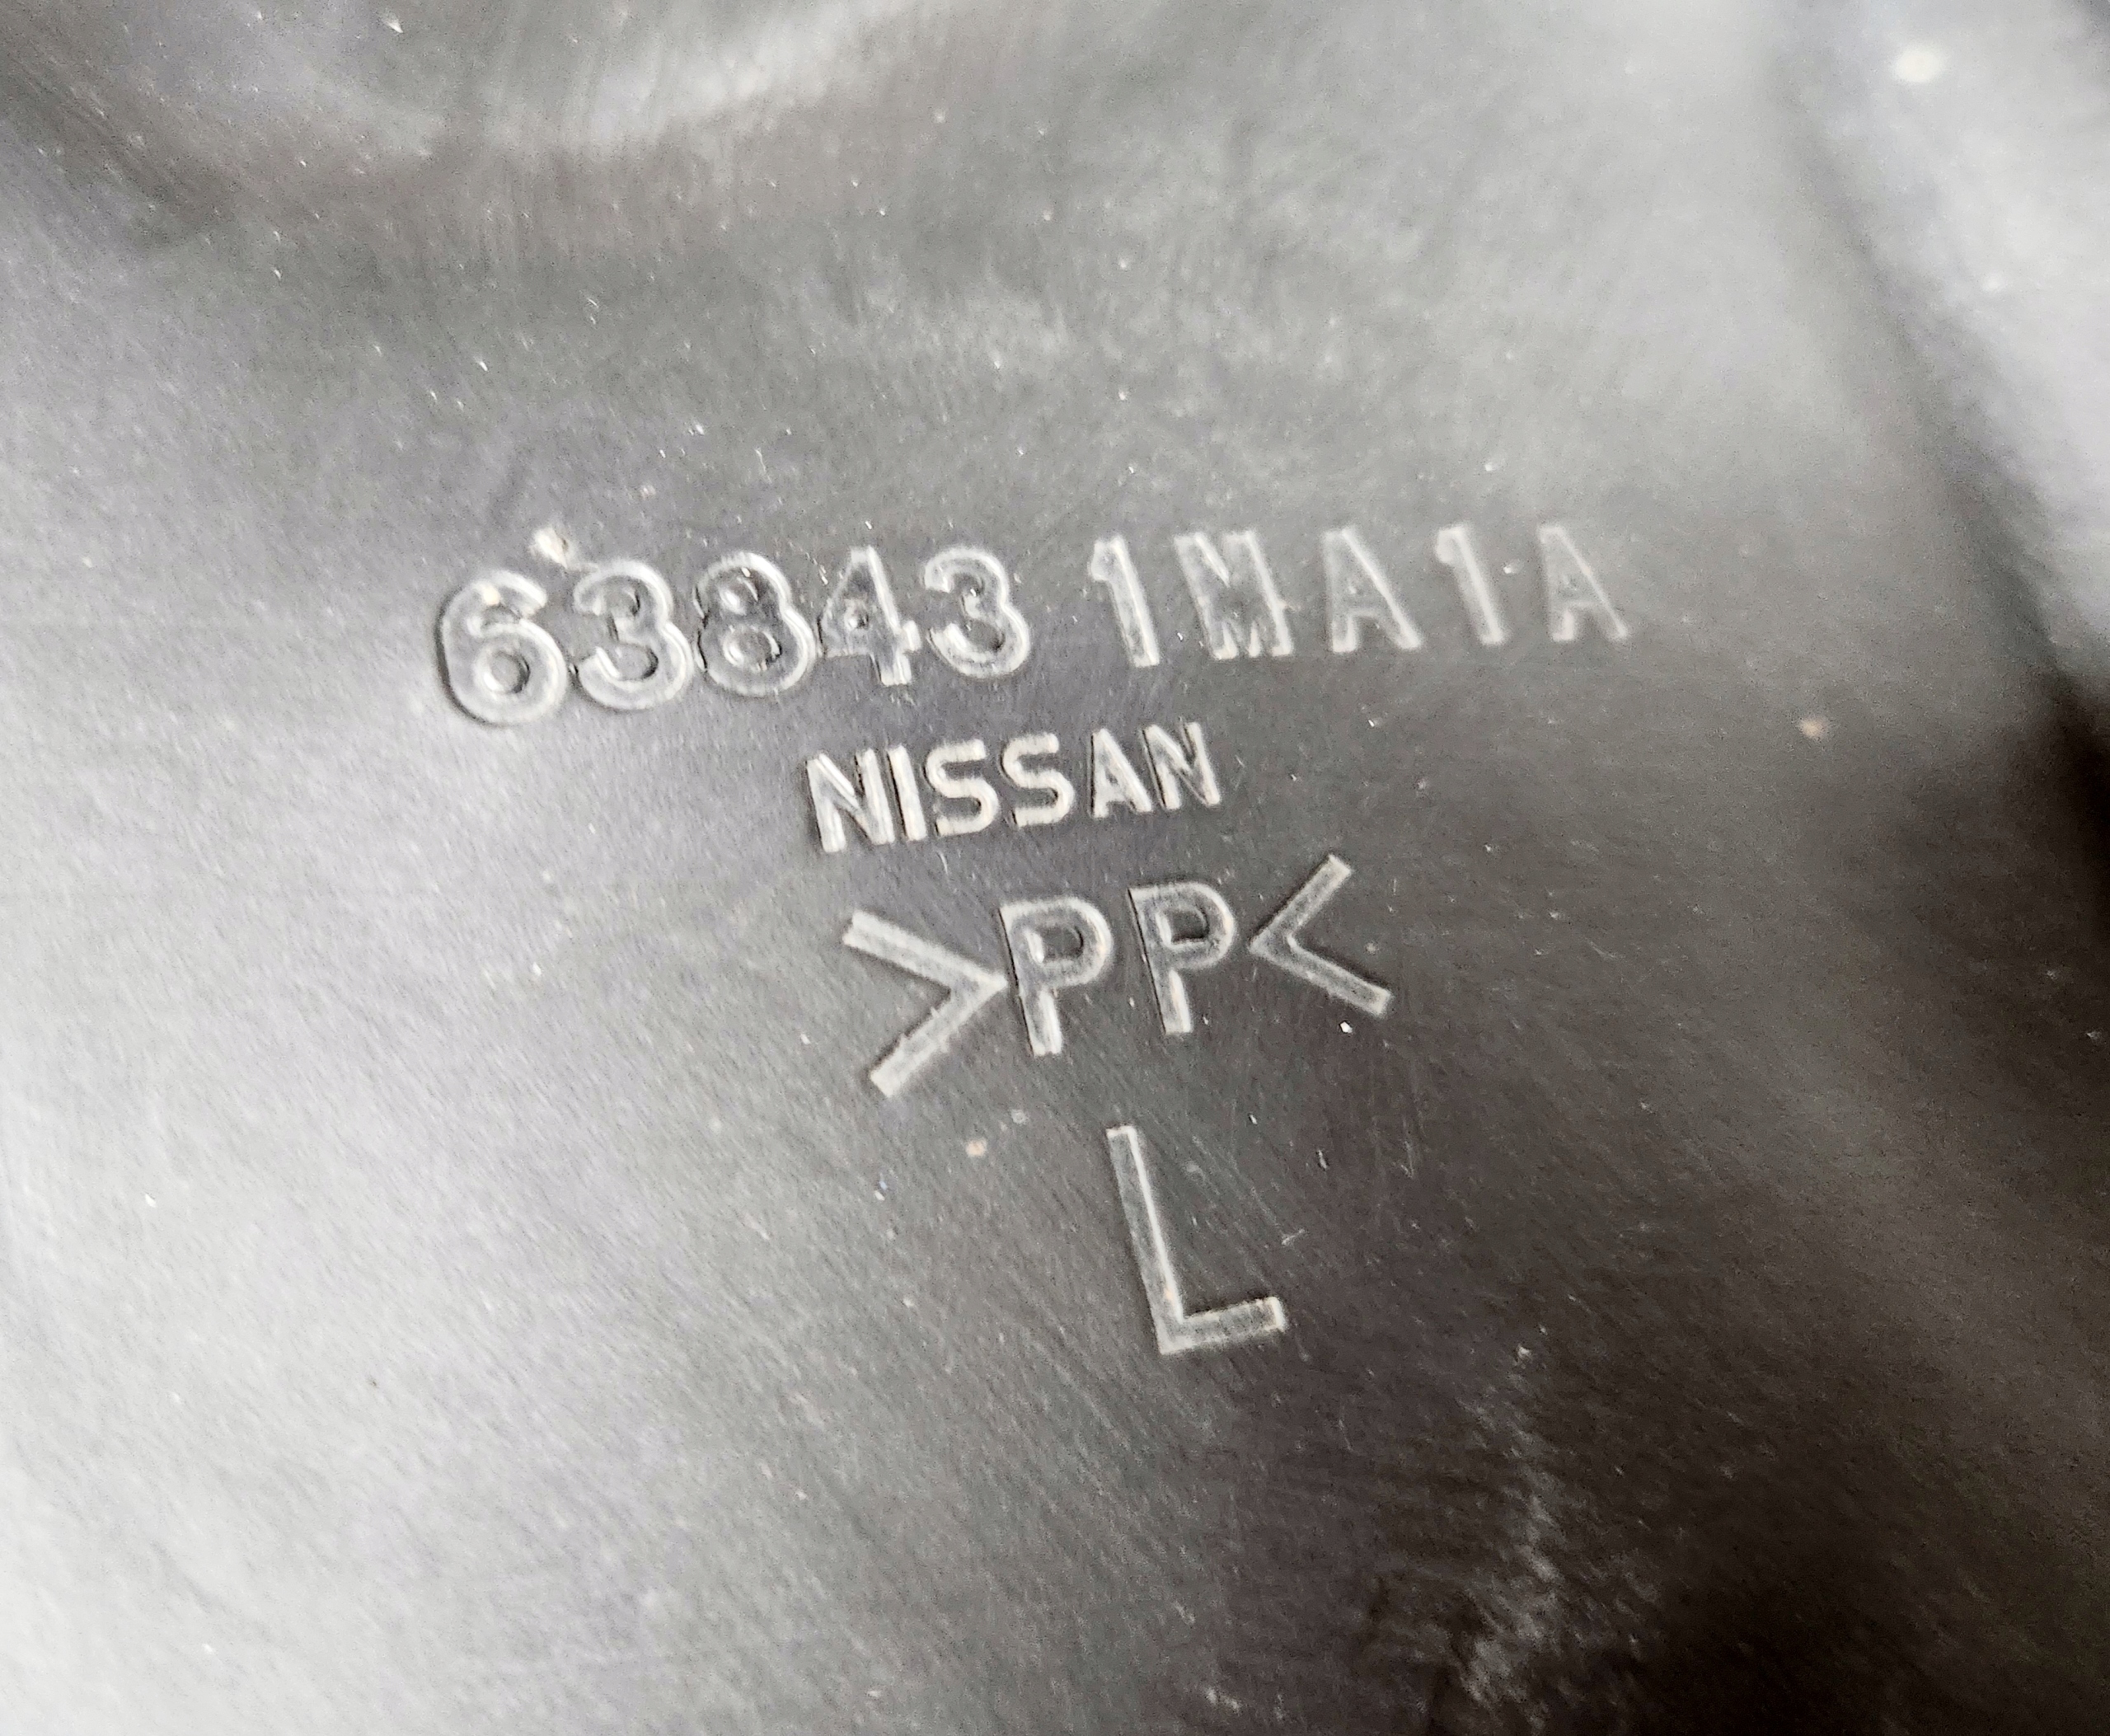 63843 1MA1A
NISSAN
>PP<
L